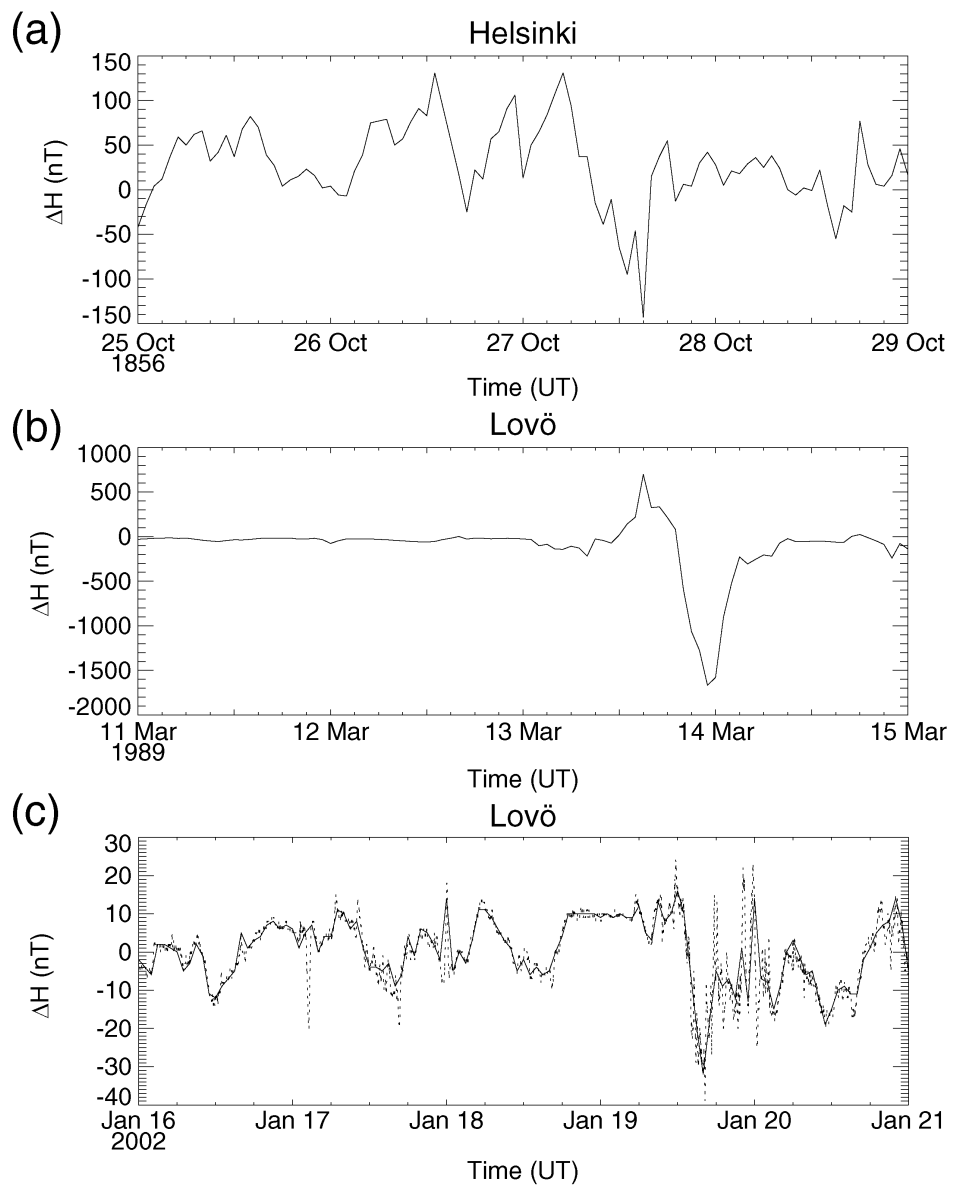 (a)
Helsinki
150
100
50
0
-50
-100
-150
ΔH (nT)
25 Oct 26 Oct 27 Oct 28 Oct 29 Oct
1856
Time (UT)
(b)
Lovö
1000
500
0
-500
-1000
-1500
-2000
ΔH (nT)
11 Mar 12 Mar 13 Mar 14 Mar 15 Mar
1989
Time (UT)
(c)
Lovö
30
20
10
0
-10
-20
-30
-40
ΔH (nT)
Jan 16 Jan 17 Jan 18 Jan 19 Jan 20 Jan 21
2002
Time (UT)